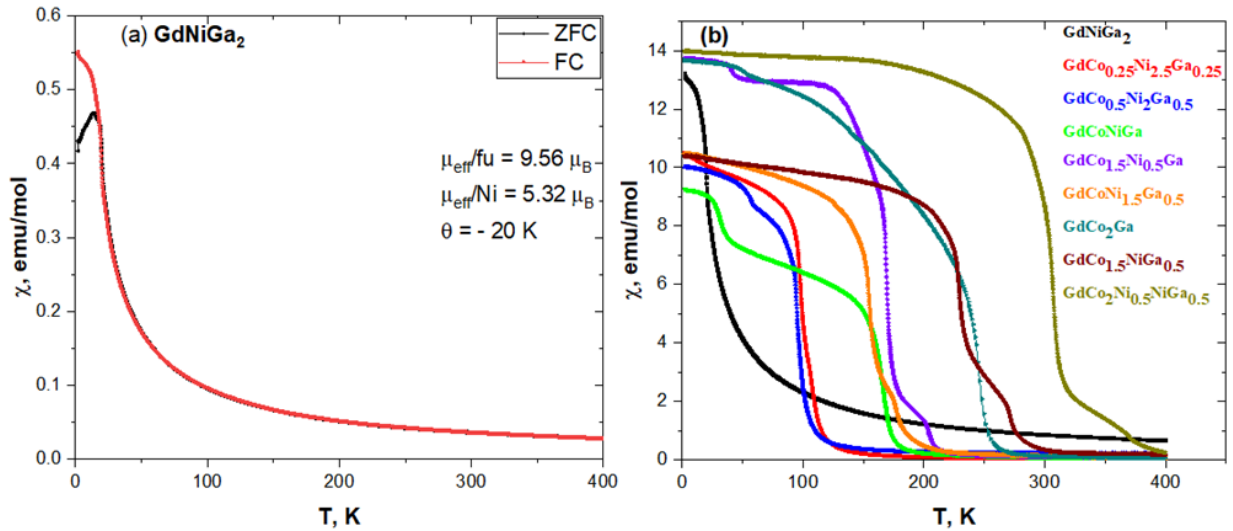 (a) GdNiGa₂
ZFC
FC
μeff/fu = 9.56 μB
μeff/Ni = 5.32 μB
θ = - 20 K
χ, emu/mol
0.6
0.5
0.4
0.3
0.2
0.1
0.0
0 100 200 300 400
T, K
(b)
GdNiGa₂
GdCo₀.₂₅Ni₂.₅Ga₀.₂₅
GdCo₀.₅Ni₂Ga₀.₅
GdCoNiGa
GdCo₁.₅Ni₀.₅Ga
GdCoNi₁.₅Ga₀.₅
GdCo₂Ga
GdCo₁.₅NiGa₀.₅
GdCo₂Ni₀.₅NiGa₀.₅
χ, emu/mol
14
12
10
8
6
4
2
0
0 100 200 300 400
T, K